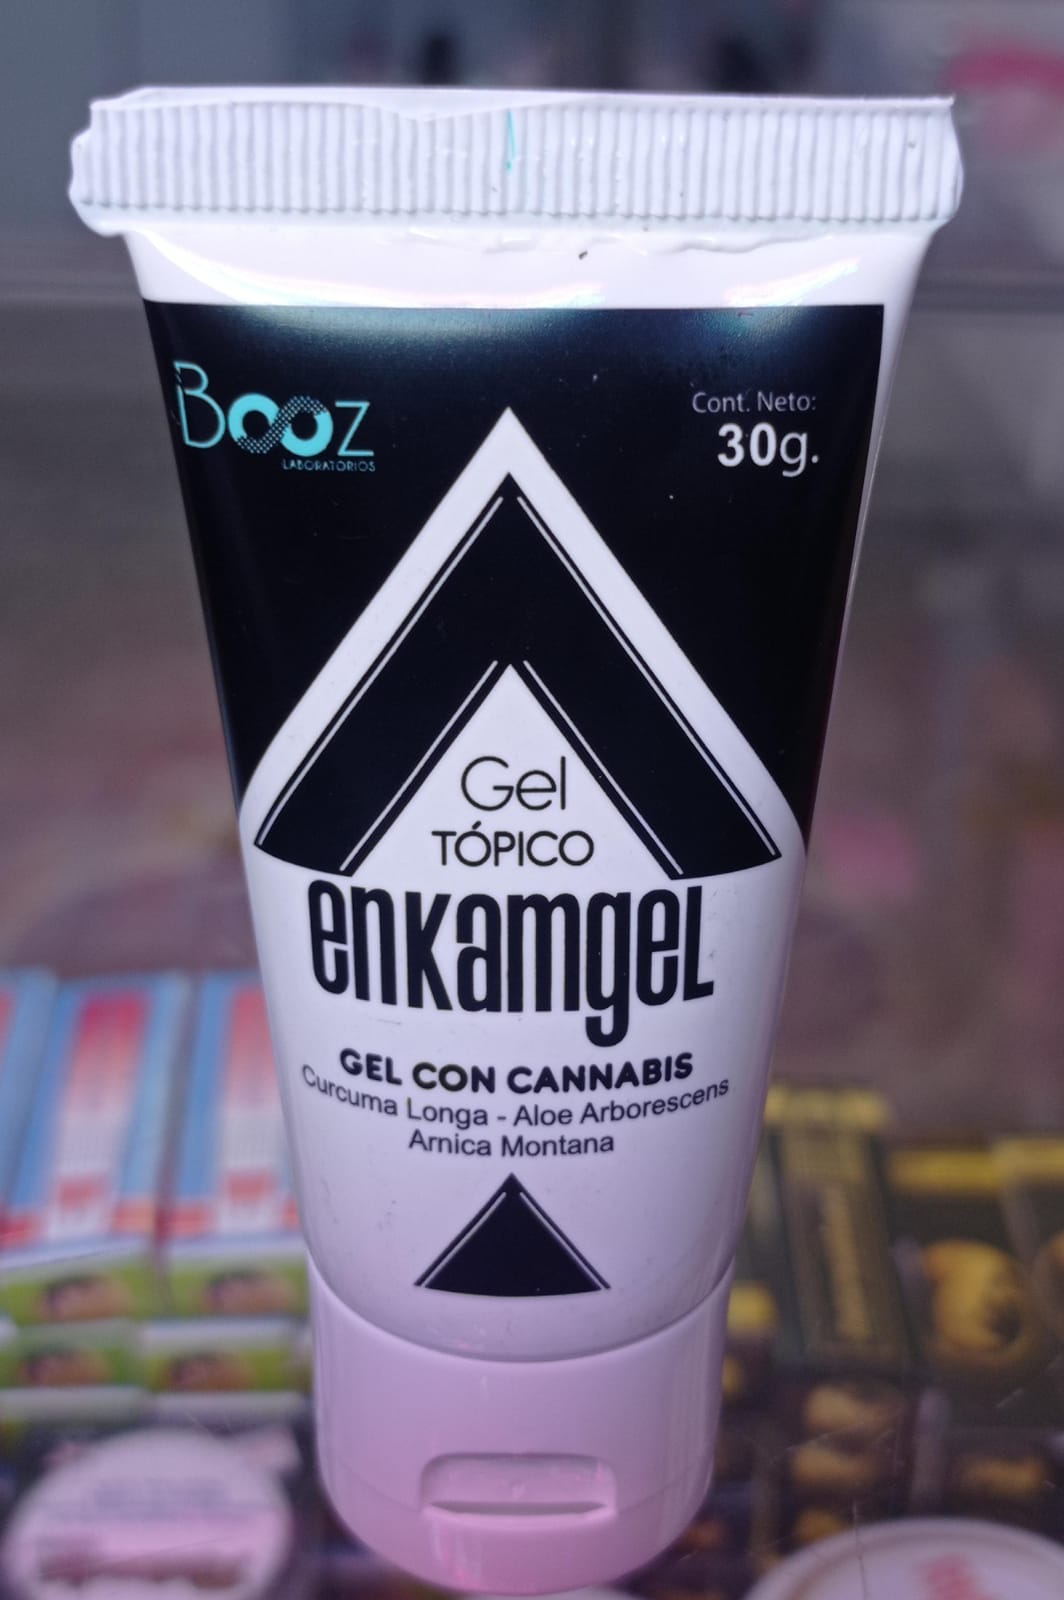 Booz
LABORATORIOS
Cont. Neto:
30g.
Gel
TÓPICO
enkamgel
GEL CON CANNABIS
Curcuma Longa - Aloe Arborescens
Arnica Montana